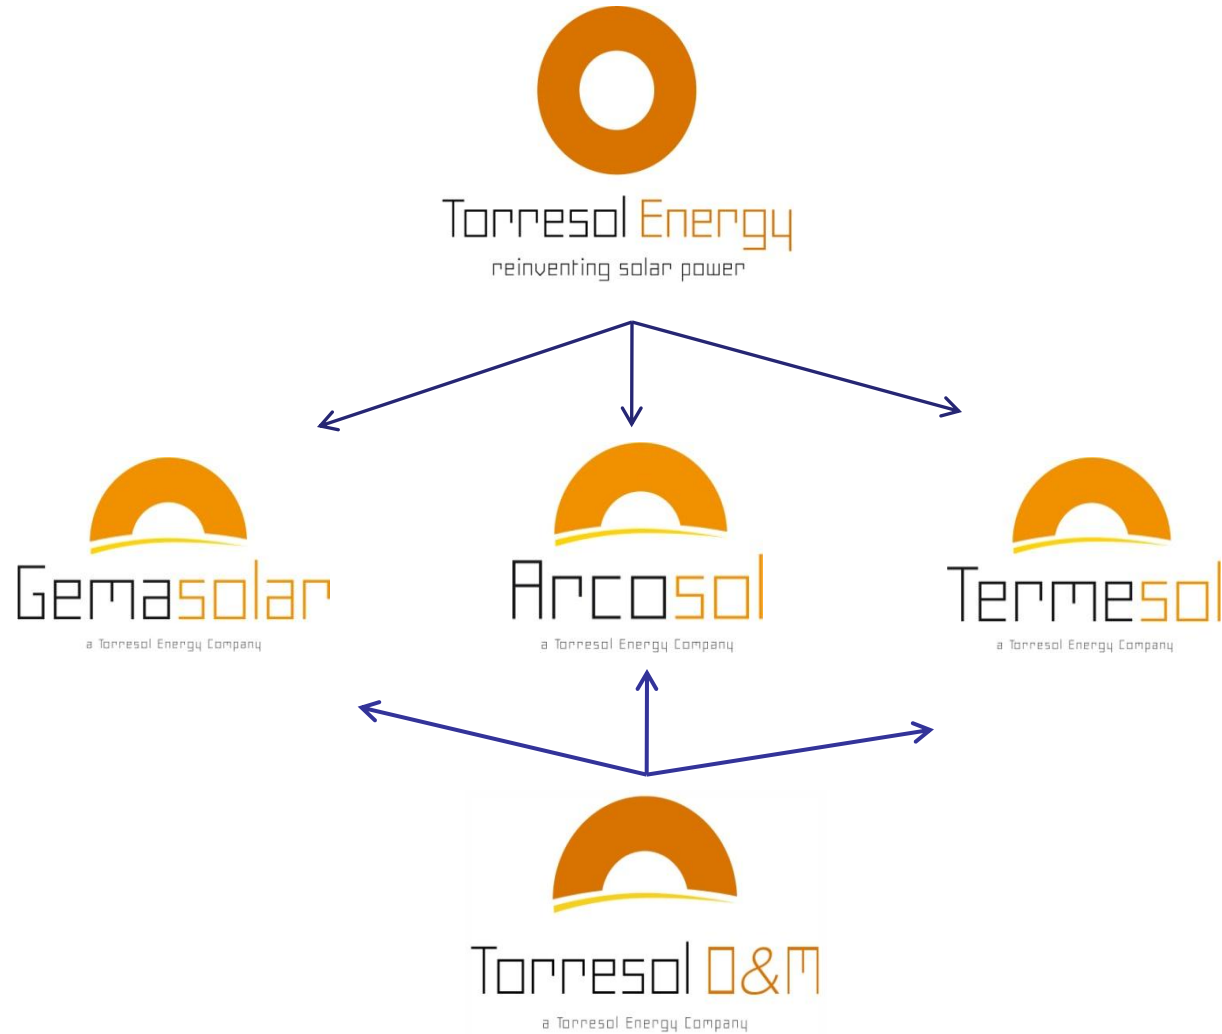 Torresol Energy
reinventing solar power
Gemasolar
a Torresol Energy Company
Arcosol
a Torresol Energy Company
Termesol
a Torresol Energy Company
Torresol O&M
a Torresol Energy Company